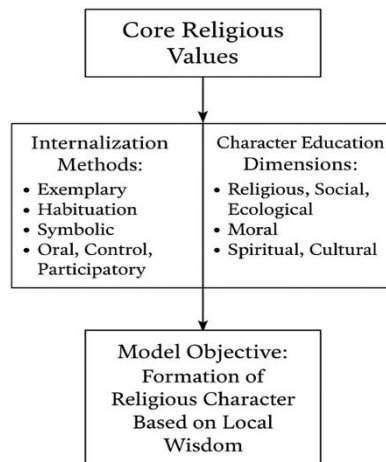 Core Religious
Values
Internalization
Methods:
• Exemplary
• Habituation
• Symbolic
• Oral, Control,
Participatory
Character Education
Dimensions:
• Religious, Social,
Ecological
• Moral
• Spiritual, Cultural
Model Objective:
Formation of
Religious Character
Based on Local
Wisdom